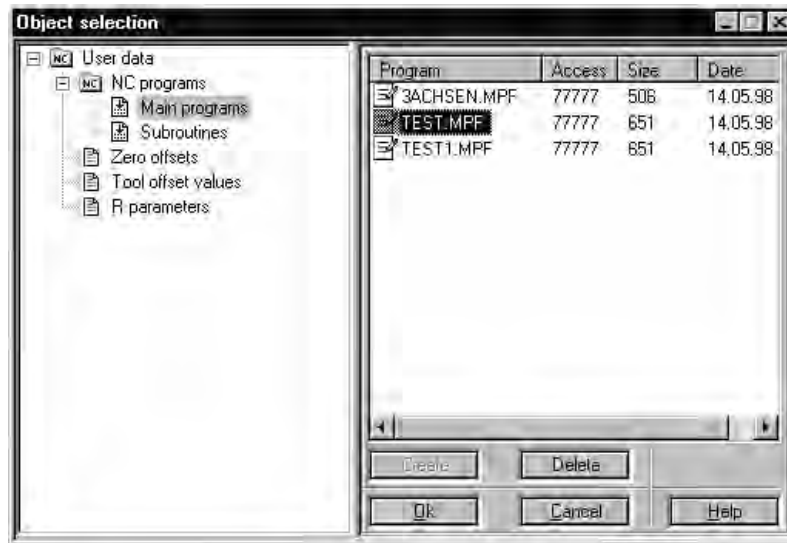 Object selection
User data
NC programs
Main programs
Subroutines
Zero offsets
Tool offset values
R parameters
Program Access Size Date
3ACHSEN.MPF 77777 506 14.05.98
TEST.MPF 77777 651 14.05.98
TEST1.MPF 77777 651 14.05.98
Create Delete
Ok Cancel Help